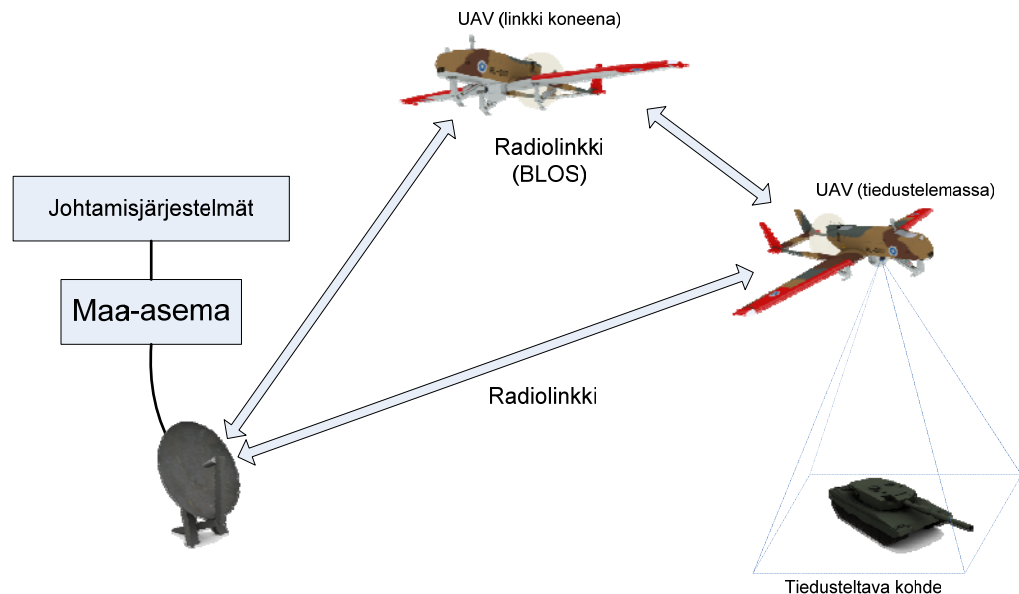 UAV (linkki koneena)
Radiolinkki
(BLOS)
Johtamisjärjestelmät
UAV (tiedustelemassa)
Maa-asema
Radiolinkki
Tiedusteltava kohde